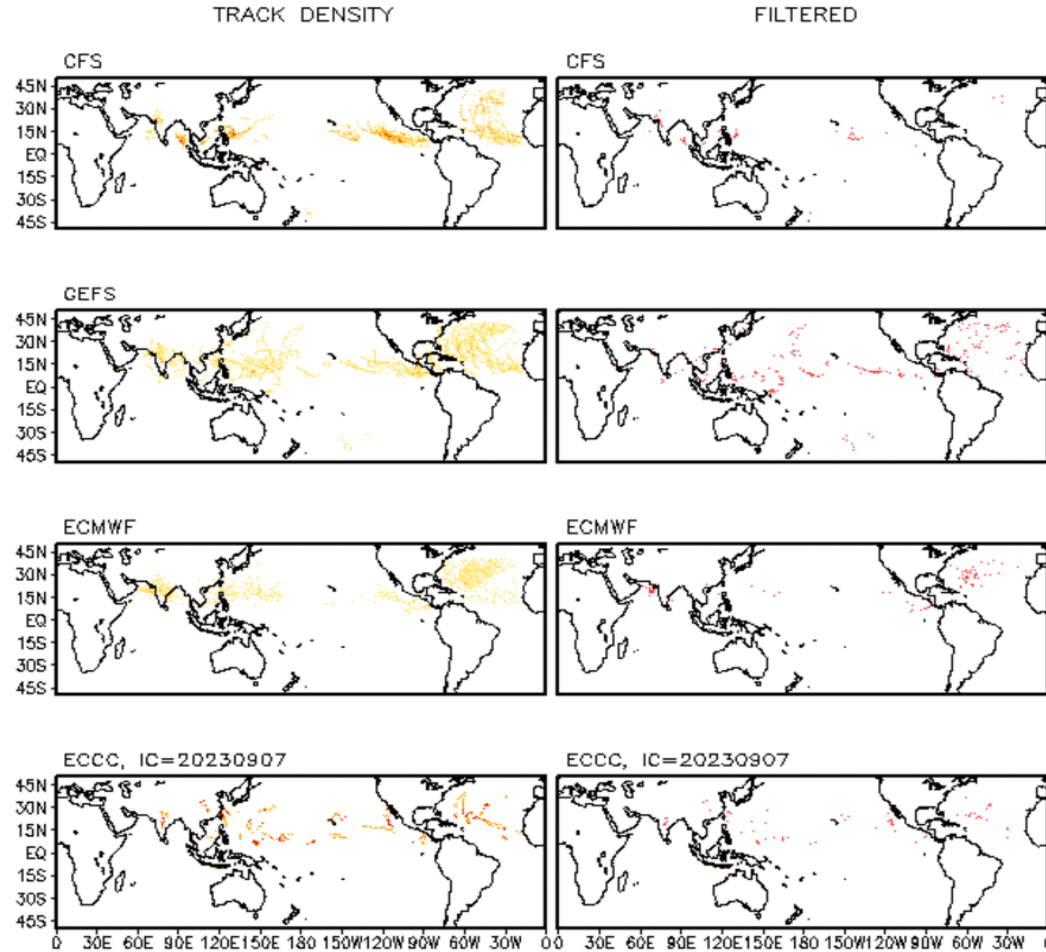 TRACK DENSITY FILTERED
CFS CFS
45N
30N
15N
EQ
15S
30S
45S
GEFS
45N
30N
15N
EQ
15S
30S
45S
ECMWF ECMWF
45N
30N
15N
EQ
15S
30S
45S
ECCC, IC=20230907 ECCC, IC=20230907
45N
30N
15N
EQ
15S
30S
45S
0 30E 60E 90E 120E 150E 180 150W 120W 90W 60W 30W 0 30E 60E 90E 120E 150E 180 150W 120W 90W 60W 30W